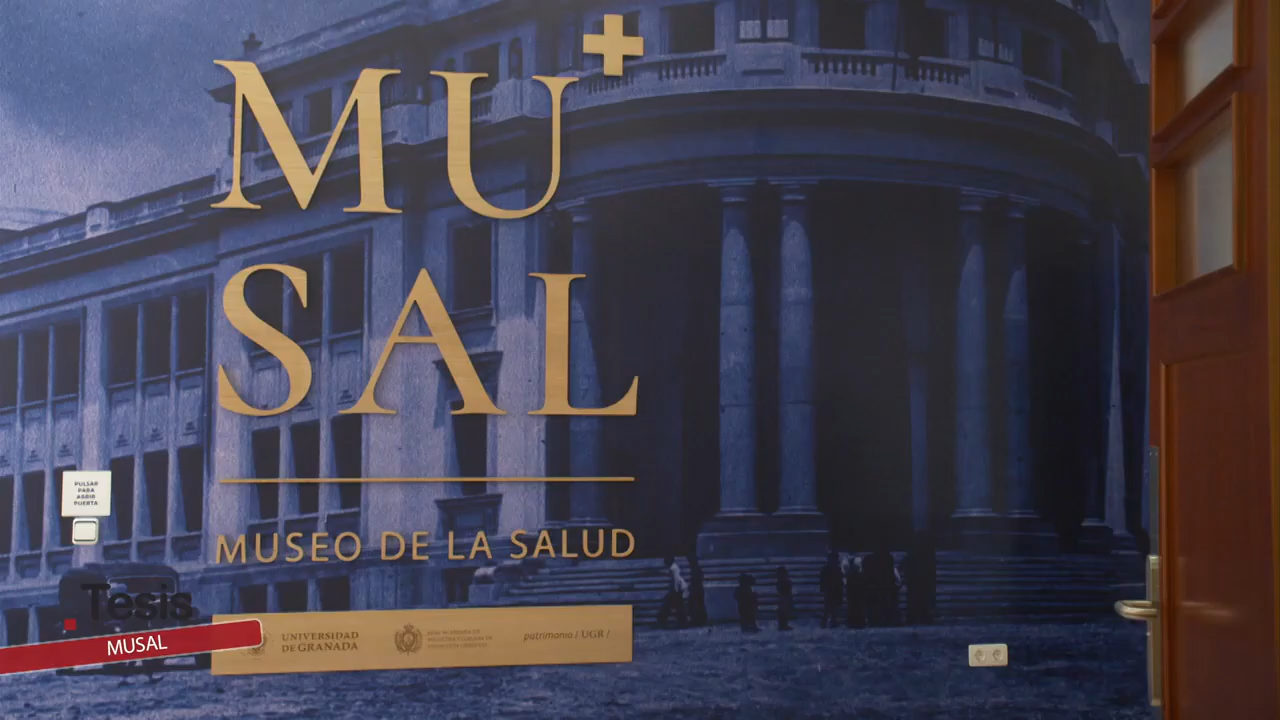 MU+
SAL
MUSEO DE LA SALUD
PULSAR
PARA
ABRIR
PUERTA
Tesis
MUSAL
UNIVERSIDAD
DE GRANADA
patrimonio / UGR /